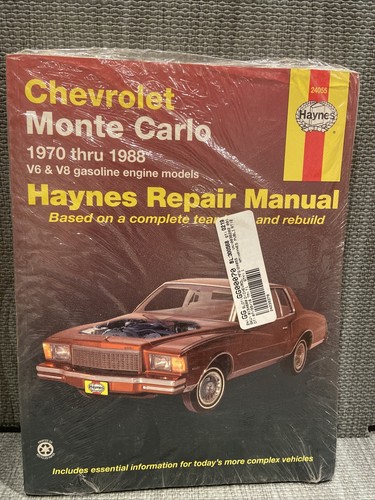 24055
Haynes
Chevrolet
Monte Carlo
1970 thru 1988
V6 & V8 gasoline engine models
Haynes Repair Manual
Based on a complete and rebuild
Haynes
Includes essential information for today's more complex vehicles